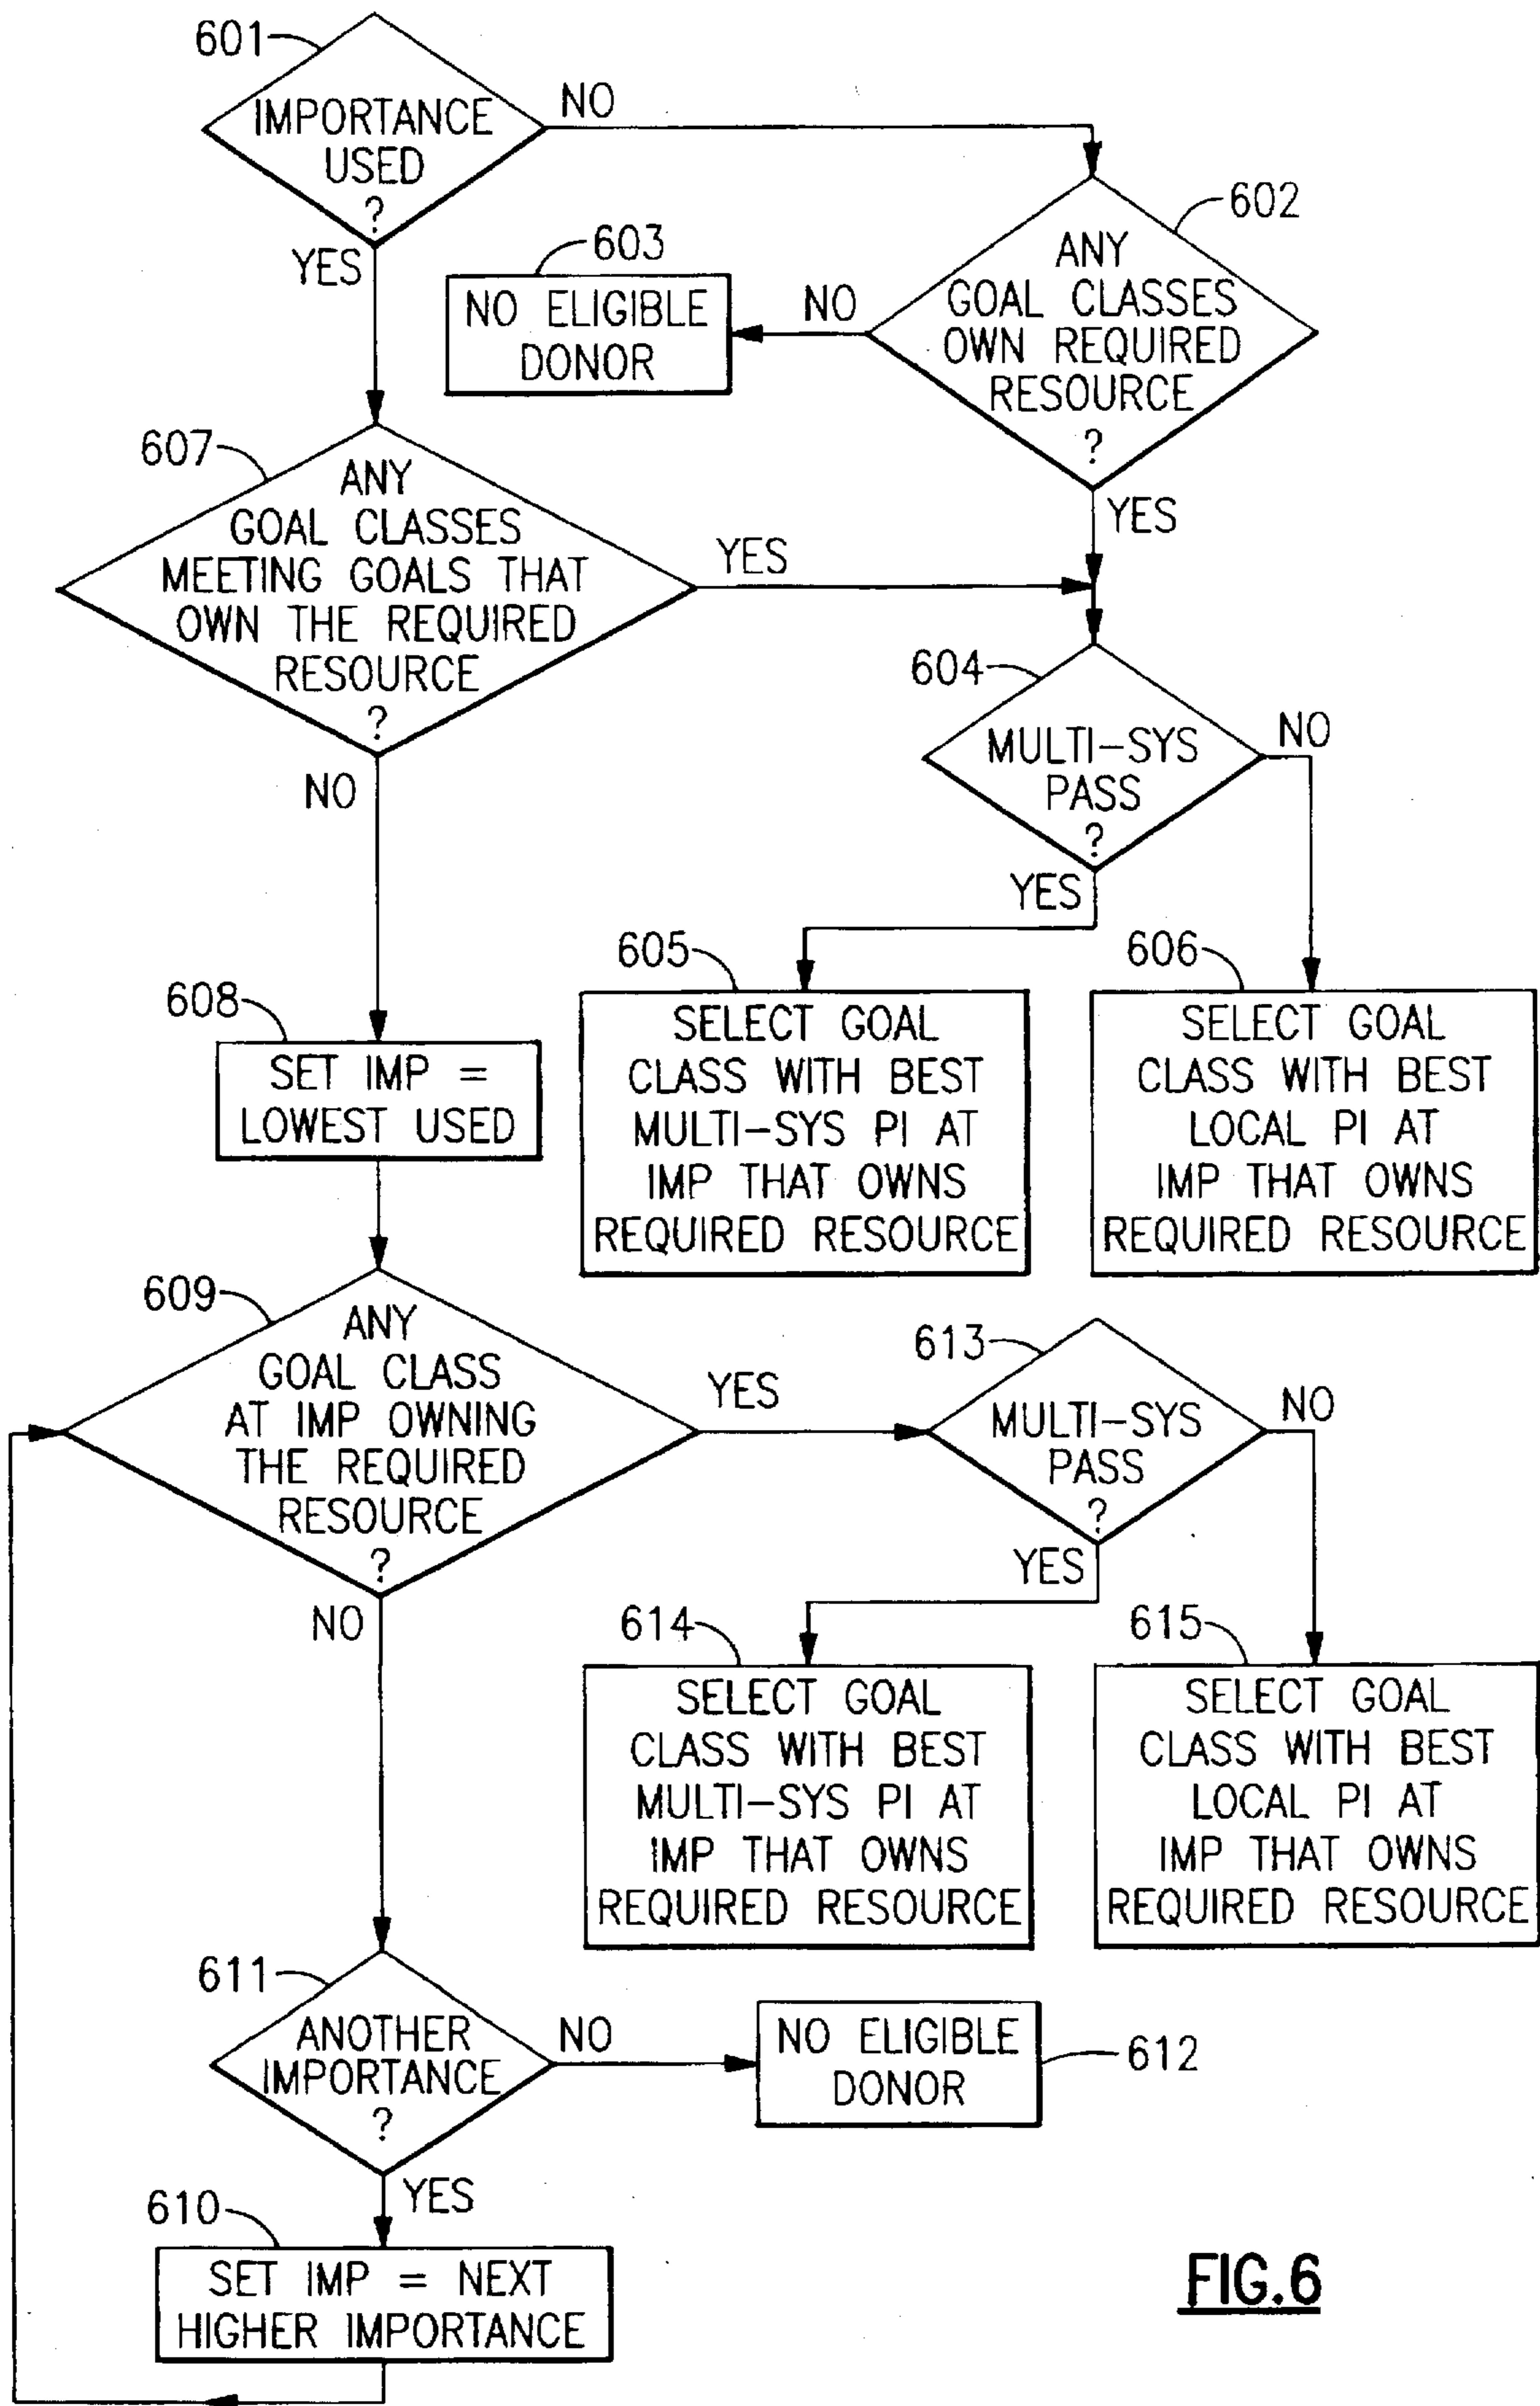 601
IMPORTANCE
USED
?
NO
YES
602
ANY
GOAL CLASSES
OWN REQUIRED
RESOURCE
?
NO
YES
603
NO ELIGIBLE
DONOR
607
ANY
GOAL CLASSES
MEETING GOALS THAT
OWN THE REQUIRED
RESOURCE
?
YES
NO
604
MULTI-SYS
PASS
?
NO
YES
605
SELECT GOAL
CLASS WITH BEST
MULTI-SYS PI AT
IMP THAT OWNS
REQUIRED RESOURCE
606
SELECT GOAL
CLASS WITH BEST
LOCAL PI AT
IMP THAT OWNS
REQUIRED RESOURCE
608
SET IMP =
LOWEST USED
609
ANY
GOAL CLASS
AT IMP OWNING
THE REQUIRED
RESOURCE
?
YES
NO
613
MULTI-SYS
PASS
?
NO
YES
614
SELECT GOAL
CLASS WITH BEST
MULTI-SYS PI AT
IMP THAT OWNS
REQUIRED RESOURCE
615
SELECT GOAL
CLASS WITH BEST
LOCAL PI AT
IMP THAT OWNS
REQUIRED RESOURCE
611
ANOTHER
IMPORTANCE
?
NO
YES
NO ELIGIBLE
DONOR
612
610
SET IMP = NEXT
HIGHER IMPORTANCE
FIG.6